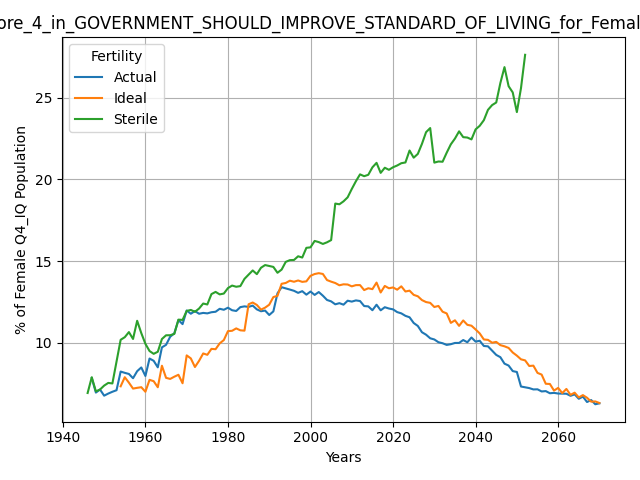 ore_4_in_GOVERNMENT_SHOULD_IMPROVE_STANDARD_OF_LIVING_for_Femal
Fertility
Actual
Ideal
Sterile
% of Female Q4_IQ Population
25
20
15
10
1940 1960 1980 2000 2020 2040 2060
Years